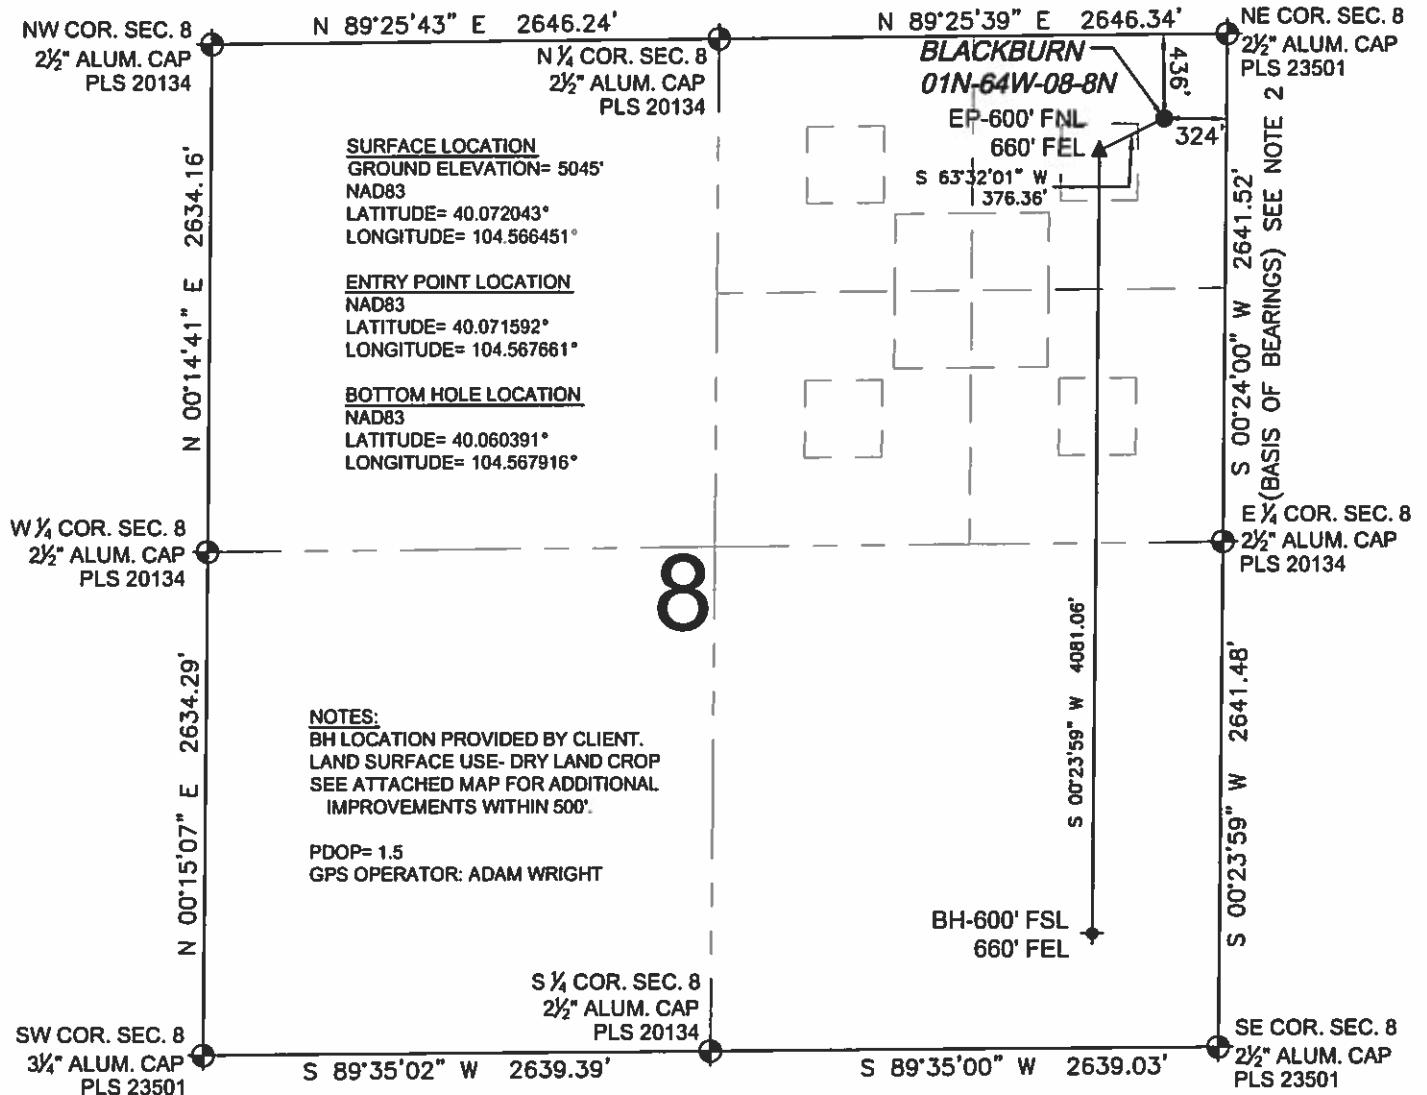 NW COR. SEC. 8
2½" ALUM. CAP
PLS 20134
N 89°25'43" E 2646.24'
N ¼ COR. SEC. 8
2½" ALUM. CAP
PLS 20134
N 89°25'39" E 2646.34'
NE COR. SEC. 8
2½" ALUM. CAP
PLS 23501
BLACKBURN
01N-64W-08-8N
436'
324'
EP-600' FNL
660' FEL
S 63°32'01" W
376.36'
SURFACE LOCATION
GROUND ELEVATION= 5045'
NAD83
LATITUDE= 40.072043°
LONGITUDE= 104.566451°
ENTRY POINT LOCATION
NAD83
LATITUDE= 40.071592°
LONGITUDE= 104.567661°
BOTTOM HOLE LOCATION
NAD83
LATITUDE= 40.060391°
LONGITUDE= 104.567916°
N 00°14'41" E 2634.16'
S 00°24'00" W 2641.52'
(BASIS OF BEARINGS) SEE NOTE 2
W ¼ COR. SEC. 8
2½" ALUM. CAP
PLS 20134
8
E ¼ COR. SEC. 8
2½" ALUM. CAP
PLS 20134
N 00°15'07" E 2634.29'
NOTES:
BH LOCATION PROVIDED BY CLIENT.
LAND SURFACE USE- DRY LAND CROP
SEE ATTACHED MAP FOR ADDITIONAL
IMPROVEMENTS WITHIN 500'.
PDOP= 1.5
GPS OPERATOR: ADAM WRIGHT
S 00°23'59" W 4081.06'
S 00°23'59" W 2641.48'
BH-600' FSL
660' FEL
SW COR. SEC. 8
3¼" ALUM. CAP
PLS 23501
S 89°35'02" W 2639.39'
S ¼ COR. SEC. 8
2½" ALUM. CAP
PLS 20134
S 89°35'00" W 2639.03'
SE COR. SEC. 8
2½" ALUM. CAP
PLS 23501